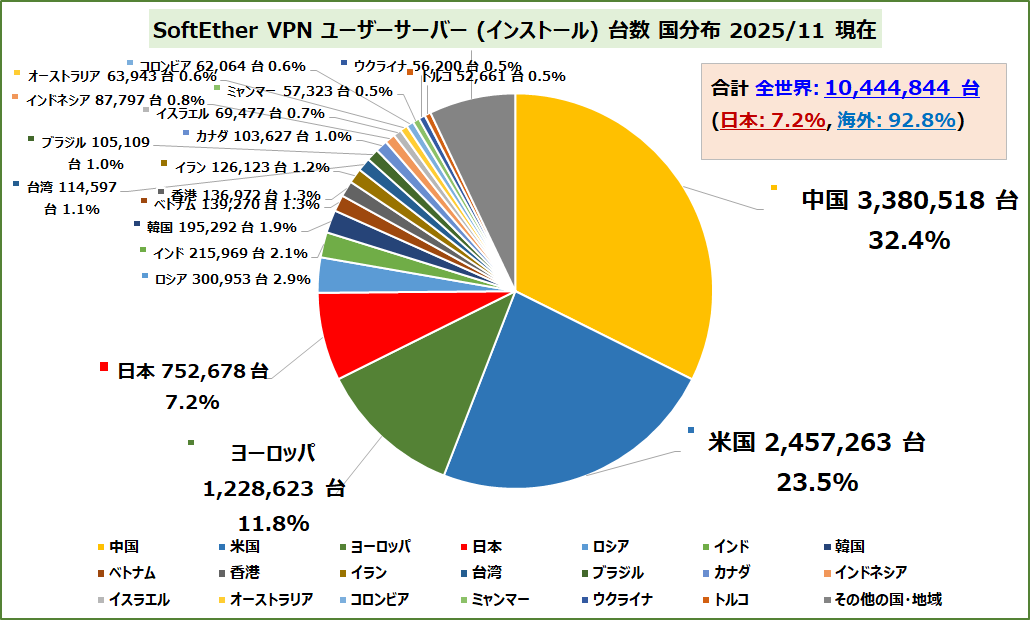 SoftEther VPN ユーザーサーバー (インストール) 台数 国分布 2025/11 現在
合計 全世界: 10,444,844 台
(日本: 7.2%, 海外: 92.8%)
コロンビア 62,064 台 0.6%
ウクライナ 56,200 台 0.5%
オーストラリア 63,943 台 0.6%
トルコ 52,661 台 0.5%
ミャンマー 57,323 台 0.5%
インドネシア 87,797 台 0.8%
イスラエル 69,477 台 0.7%
カナダ 103,627 台 1.0%
ブラジル 105,109
台 1.0%
イラン 126,123 台 1.2%
台湾 114,597
台 1.1%
香港 136,972 台 1.3%
ベトナム 139,270 台 1.3%
韓国 195,292 台 1.9%
インド 215,969 台 2.1%
ロシア 300,953 台 2.9%
中国 3,380,518 台
32.4%
日本 752,678 台
7.2%
米国 2,457,263 台
23.5%
ヨーロッパ
1,228,623 台
11.8%
中国 米国 ヨーロッパ 日本 ロシア インド 韓国
ベトナム 香港 イラン 台湾 ブラジル カナダ インドネシア
イスラエル オーストラリア コロンビア ミャンマー ウクライナ トルコ その他の国・地域